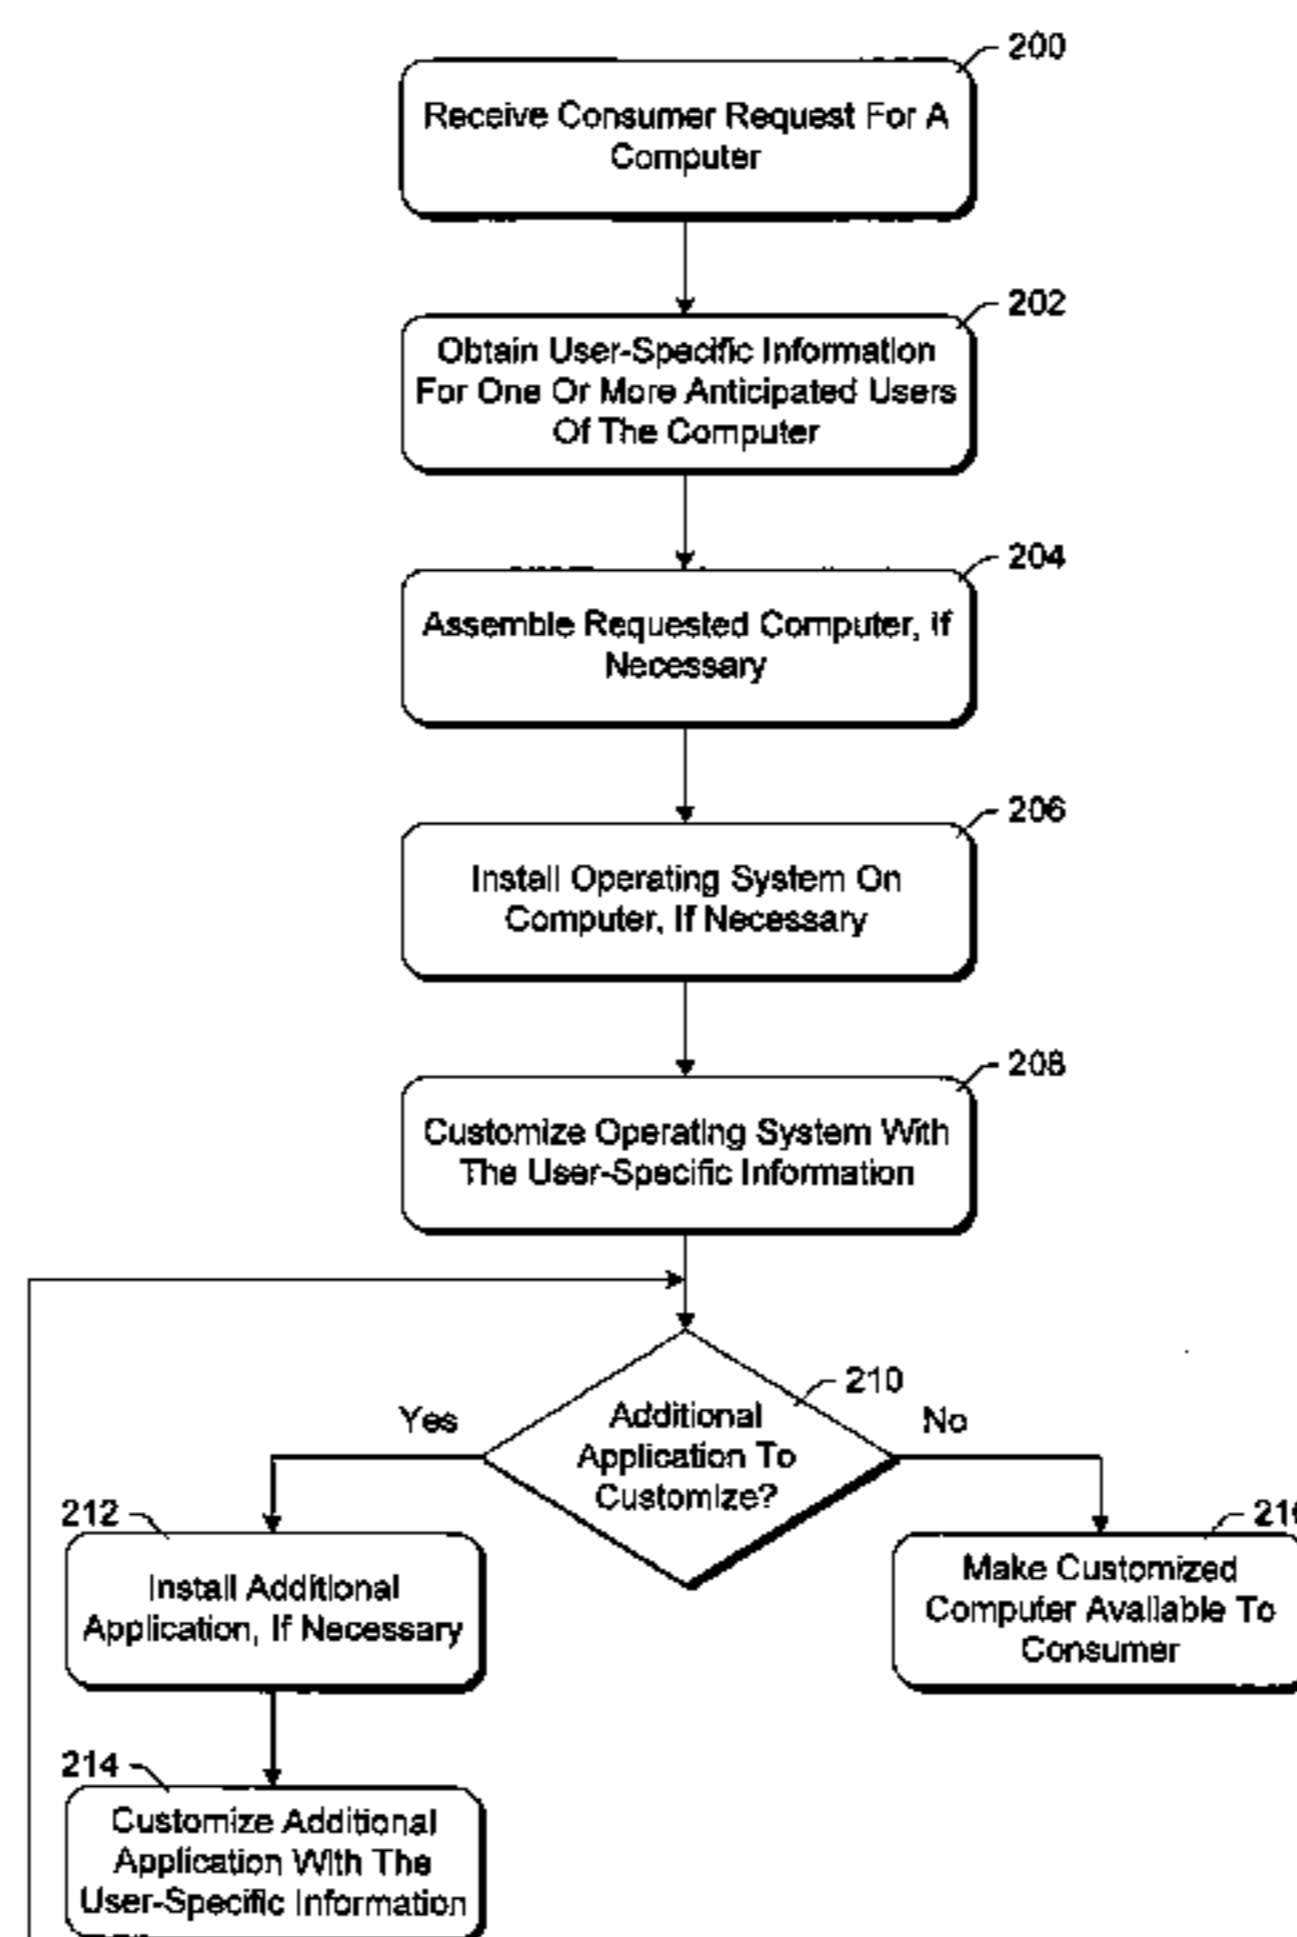 200
Receive Consumer Request For A
Computer
202
Obtain User-Specific Information
For One Or More Anticipated Users
Of The Computer
204
Assemble Requested Computer, If
Necessary
206
Install Operating System On
Computer, If Necessary
208
Customize Operating System With
The User-Specific Information
210
Yes
Additional
Application To
Customize?
No
212
Install Additional
Application, If Necessary
Make Customized
Computer Available To
Consumer
214
Customize Additional
Application With The
User-Specific Information